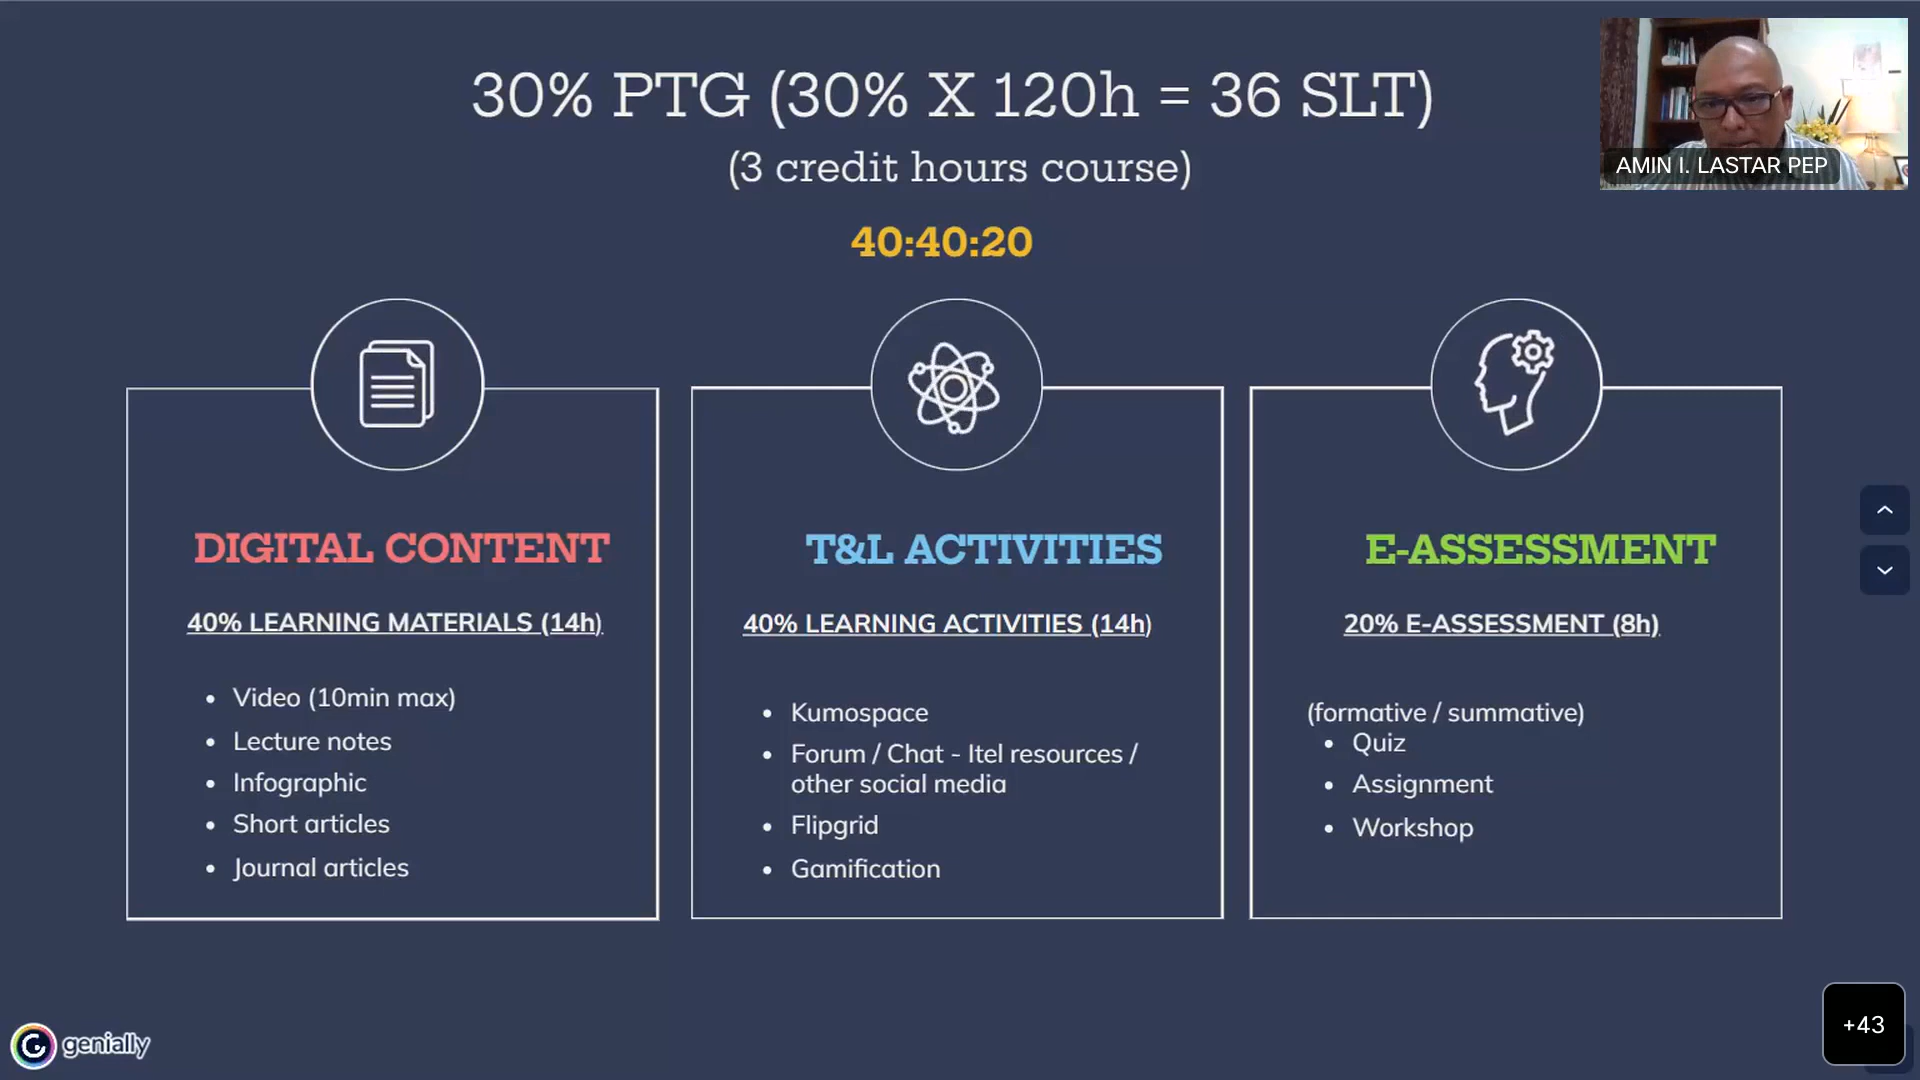 30% PTG (30% X 120h = 36 SLT)
(3 credit hours course)
40:40:20
AMIN I. LASTAR PEP
DIGITAL CONTENT
40% LEARNING MATERIALS (14h)
• Video (10min max)
• Lecture notes
• Infographic
• Short articles
• Journal articles
T&L ACTIVITIES
40% LEARNING ACTIVITIES (14h)
• Kumospace
• Forum / Chat - Itel resources /
other social media
• Flipgrid
• Gamification
E-ASSESSMENT
20% E-ASSESSMENT (8h)
(formative / summative)
• Quiz
• Assignment
• Workshop
genially
+43